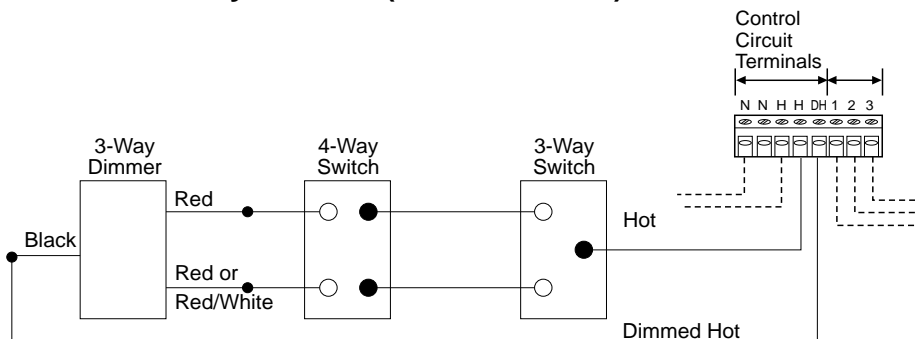 Control
Circuit
Terminals
N N H H DH 1 2 3
3-Way
Dimmer
4-Way
Switch
3-Way
Switch
Red
Hot
Black
Red or
Red/White
Dimmed Hot